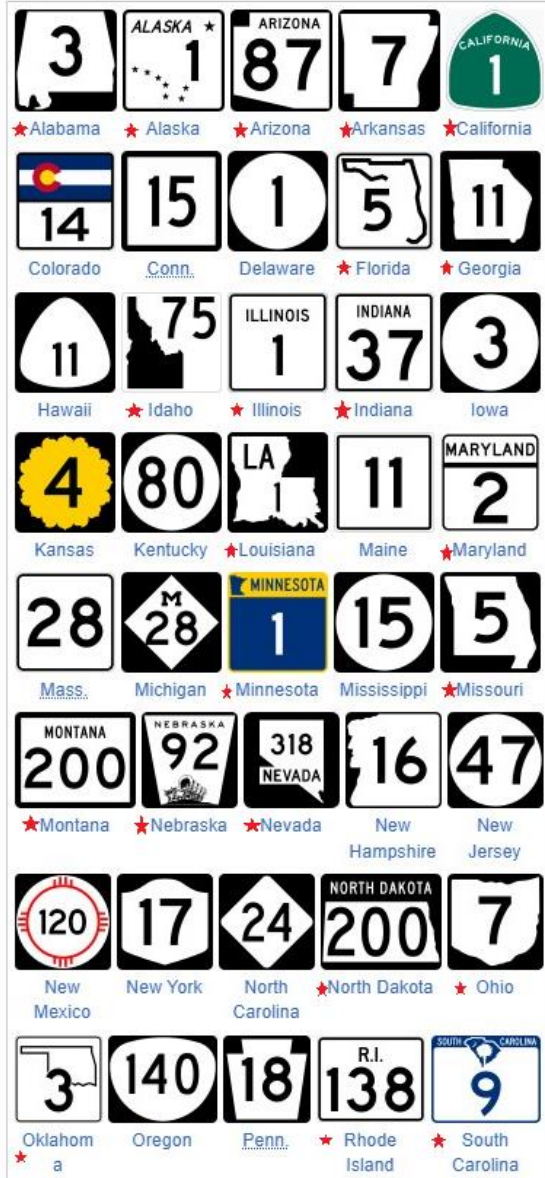 3
ALASKA
1
ARIZONA
87
7
CALIFORNIA
1
Alabama Alaska Arizona Arkansas California
14
15
1
5
11
Colorado Conn. Delaware Florida Georgia
11
75
ILLINOIS
1
INDIANA
37
3
Hawaii Idaho Illinois Indiana Iowa
4
80
LA
1
11
MARYLAND
2
Kansas Kentucky Louisiana Maine Maryland
28
M
28
MINNESOTA
1
15
5
Mass. Michigan Minnesota Mississippi Missouri
MONTANA
200
NEBRASKA
92
318
NEVADA
16
47
Montana Nebraska Nevada New
Hampshire
New
Jersey
120
17
24
NORTH DAKOTA
200
7
New
Mexico
New York
North
Carolina
North Dakota
Ohio
3
140
18
R.I.
138
SOUTH CAROLINA
9
Oklahom
a
Oregon
Penn.
Rhode
Island
South
Carolina